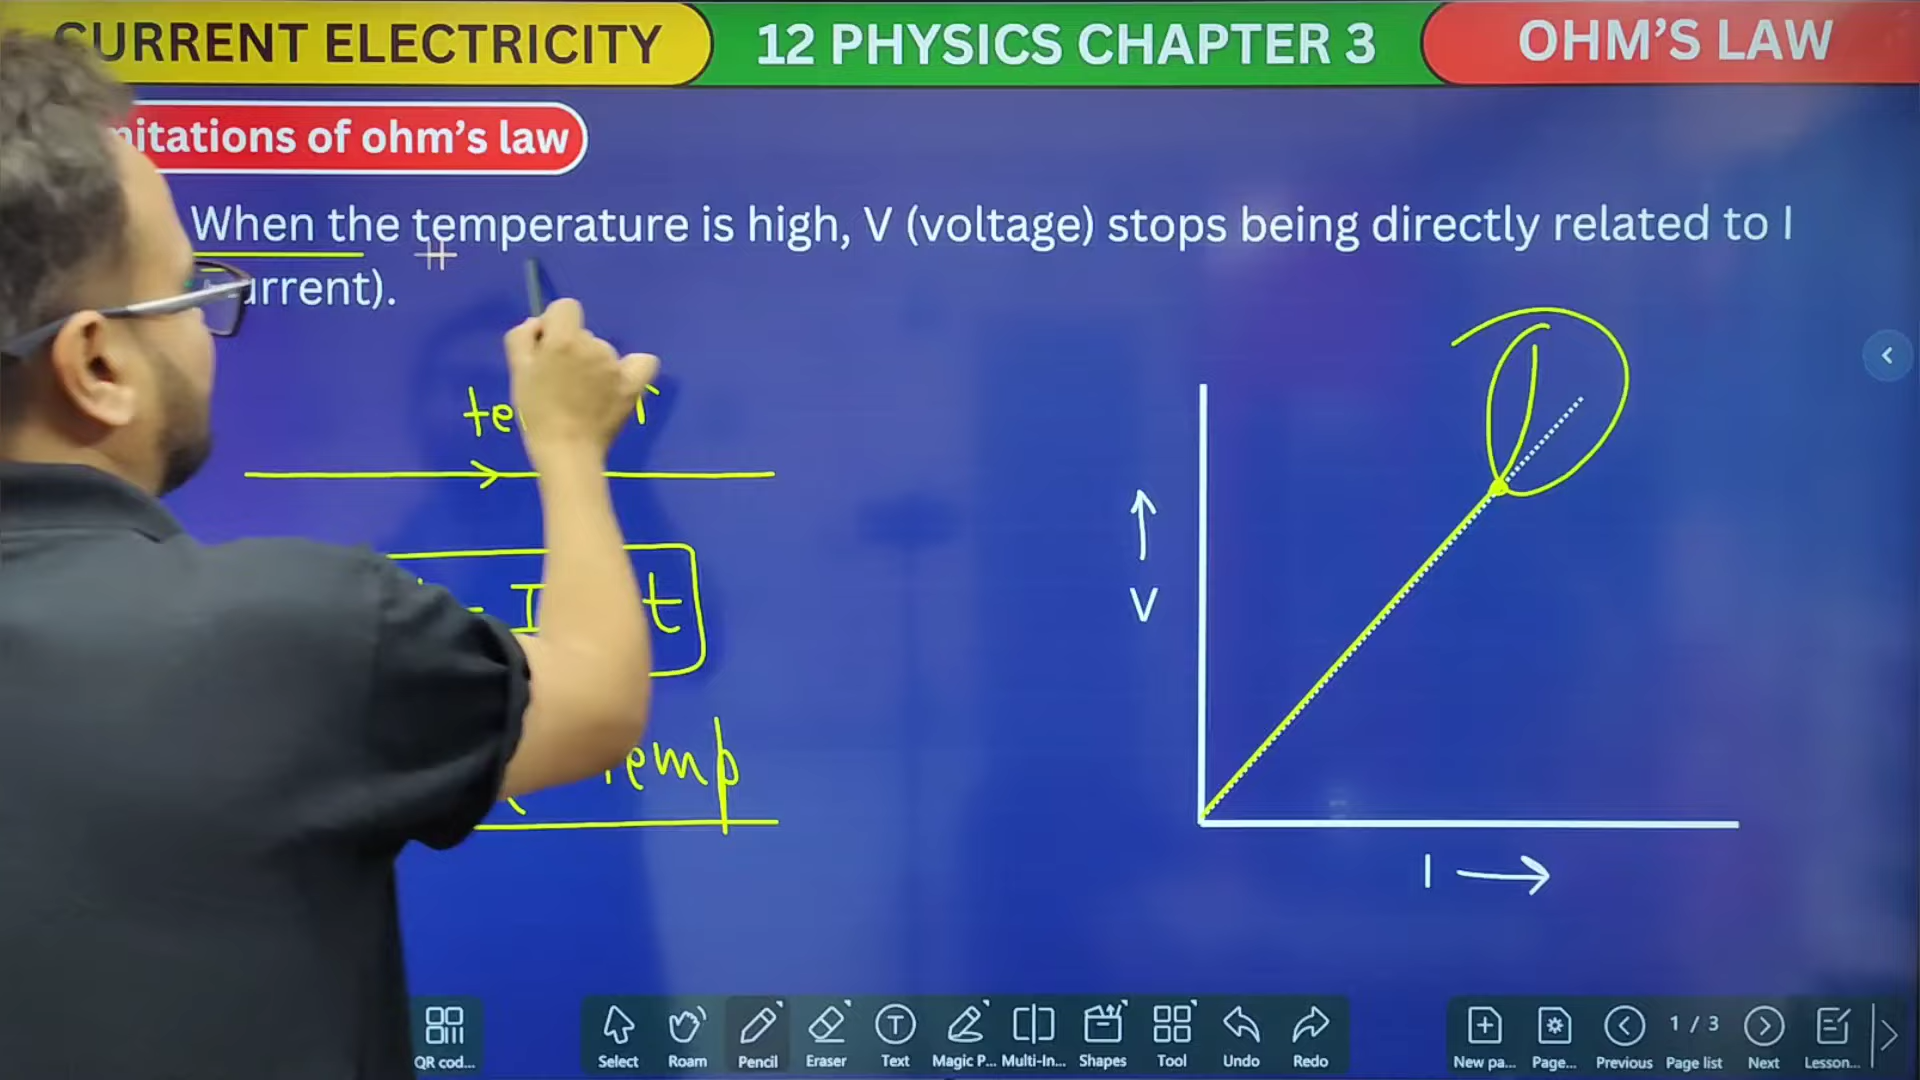 CURRENT ELECTRICITY
12 PHYSICS CHAPTER 3
OHM'S LAW
mitations of ohm's law
When the temperature is high, V (voltage) stops being directly related to I
urrent).
te
I
t
Temp
V
I
QR cod...
Select
Roam
Pencil
Eraser
Text
Magic P...
Multi-In...
Shapes
Tool
Undo
Redo
New pa...
Page...
Previous
1 / 3
Page list
Next
Lesson...